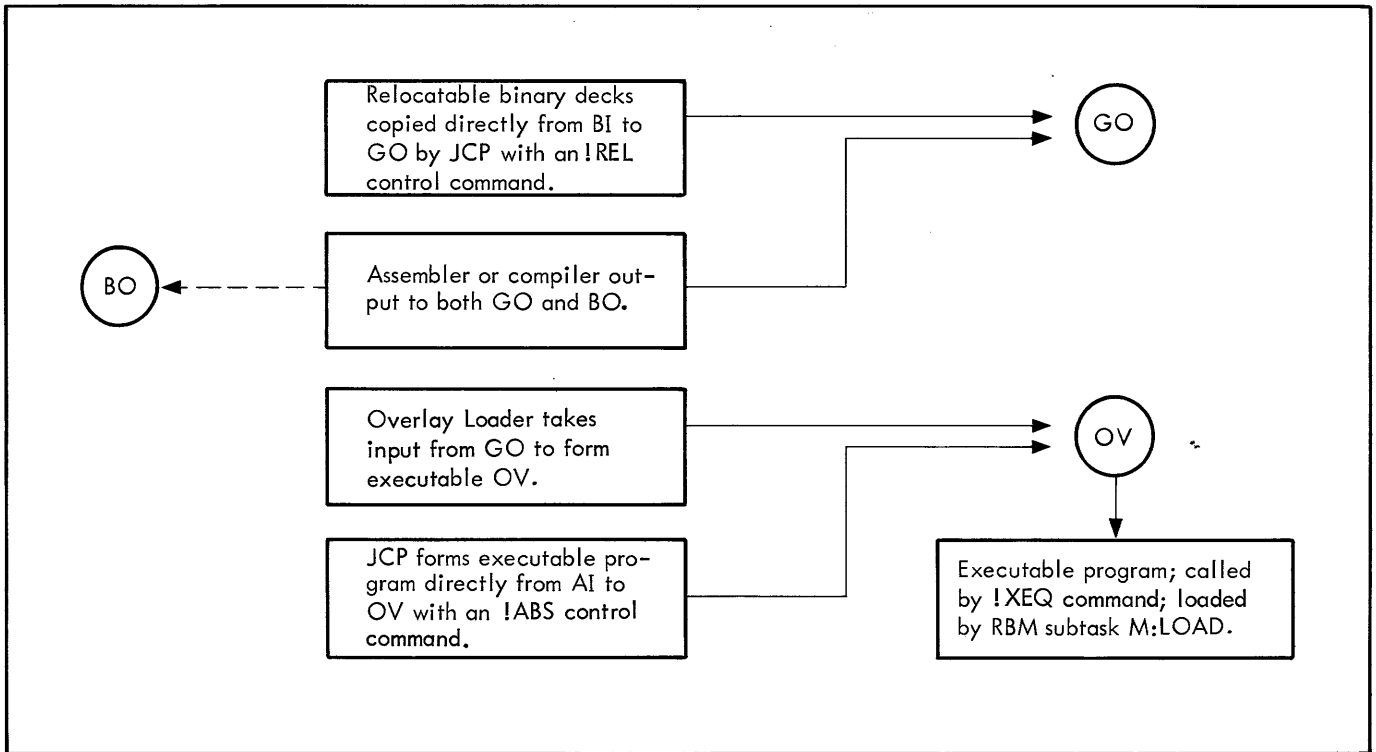 Relocatable binary decks
copied directly from BI to
GO by JCP with an !REL
control command.
GO
BO
Assembler or compiler out-
put to both GO and BO.
Overlay Loader takes
input from GO to form
executable OV.
OV
JCP forms executable pro-
gram directly from AI to
OV with an !ABS control
command.
Executable program; called
by !XEQ command; loaded
by RBM subtask M:LOAD.